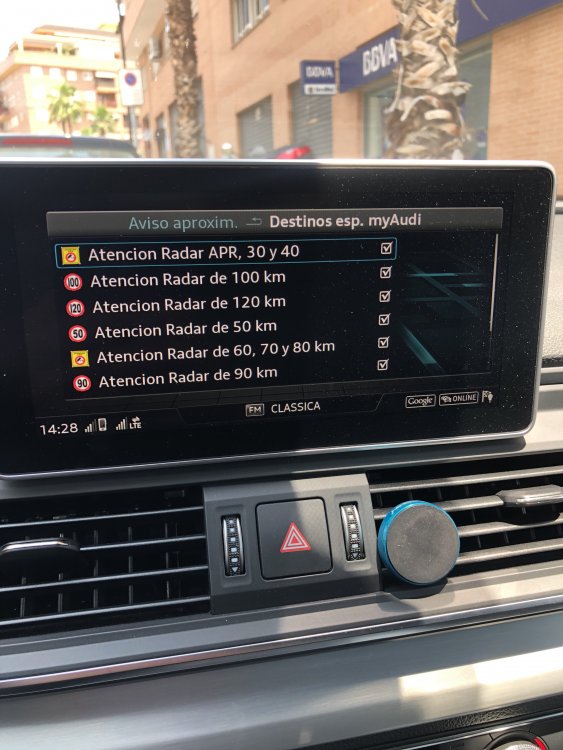 BBVA
BBVA
Aviso aproxim. Destinos esp. myAudi
Atencion Radar APR, 30 y 40
100 Atencion Radar de 100 km
120 Atencion Radar de 120 km
50 Atencion Radar de 50 km
Atencion Radar de 60, 70 y 80 km
90 Atencion Radar de 90 km
14:28 LTE FM CLASICA Google ONLINE